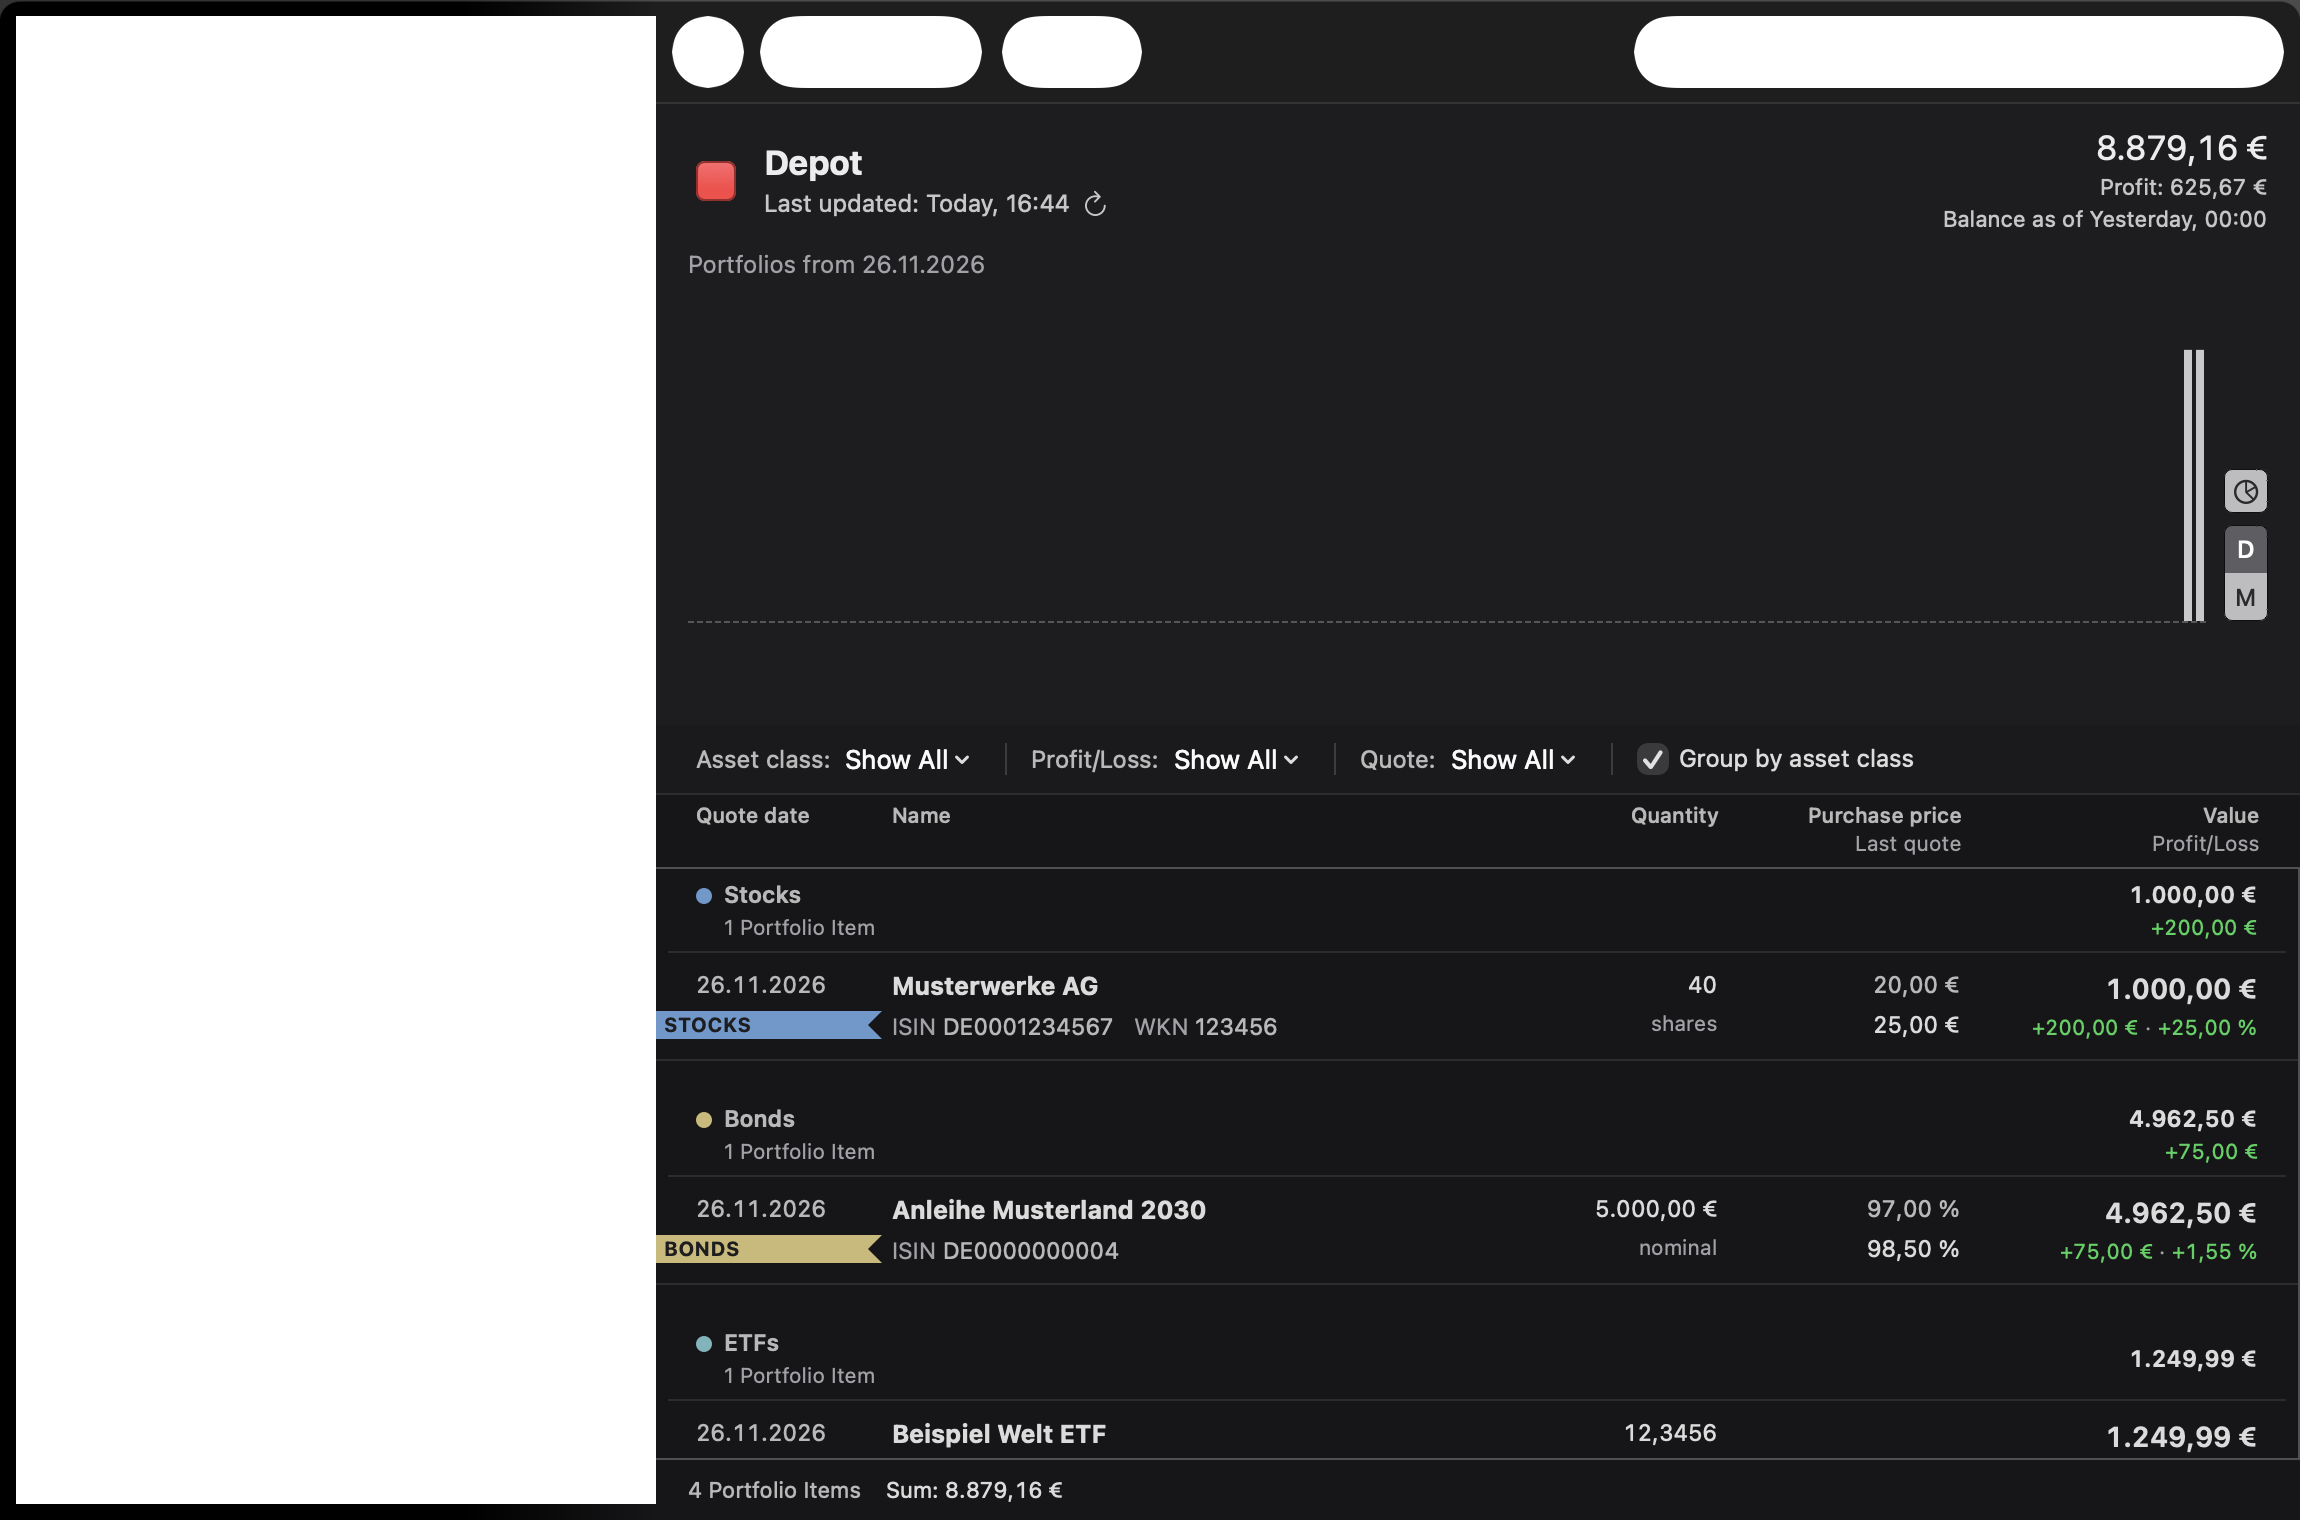 Depot
Last updated: Today, 16:44
8.879,16 €
Profit: 625,67 €
Balance as of Yesterday, 00:00
Portfolios from 26.11.2026
D
M
Asset class: Show All
Profit/Loss: Show All
Quote: Show All
Group by asset class
Quote date Name Quantity Purchase price Value
Last quote Profit/Loss
Stocks 1.000,00 €
1 Portfolio Item +200,00 €
26.11.2026 Musterwerke AG 40 20,00 € 1.000,00 €
STOCKS ISIN DE0001234567 WKN 123456 shares 25,00 € +200,00 € · +25,00 %
Bonds 4.962,50 €
1 Portfolio Item +75,00 €
26.11.2026 Anleihe Musterland 2030 5.000,00 € 97,00 % 4.962,50 €
BONDS ISIN DE0000000004 nominal 98,50 % +75,00 € · +1,55 %
ETFs 1.249,99 €
1 Portfolio Item
26.11.2026 Beispiel Welt ETF 12,3456 1.249,99 €
4 Portfolio Items Sum: 8.879,16 €